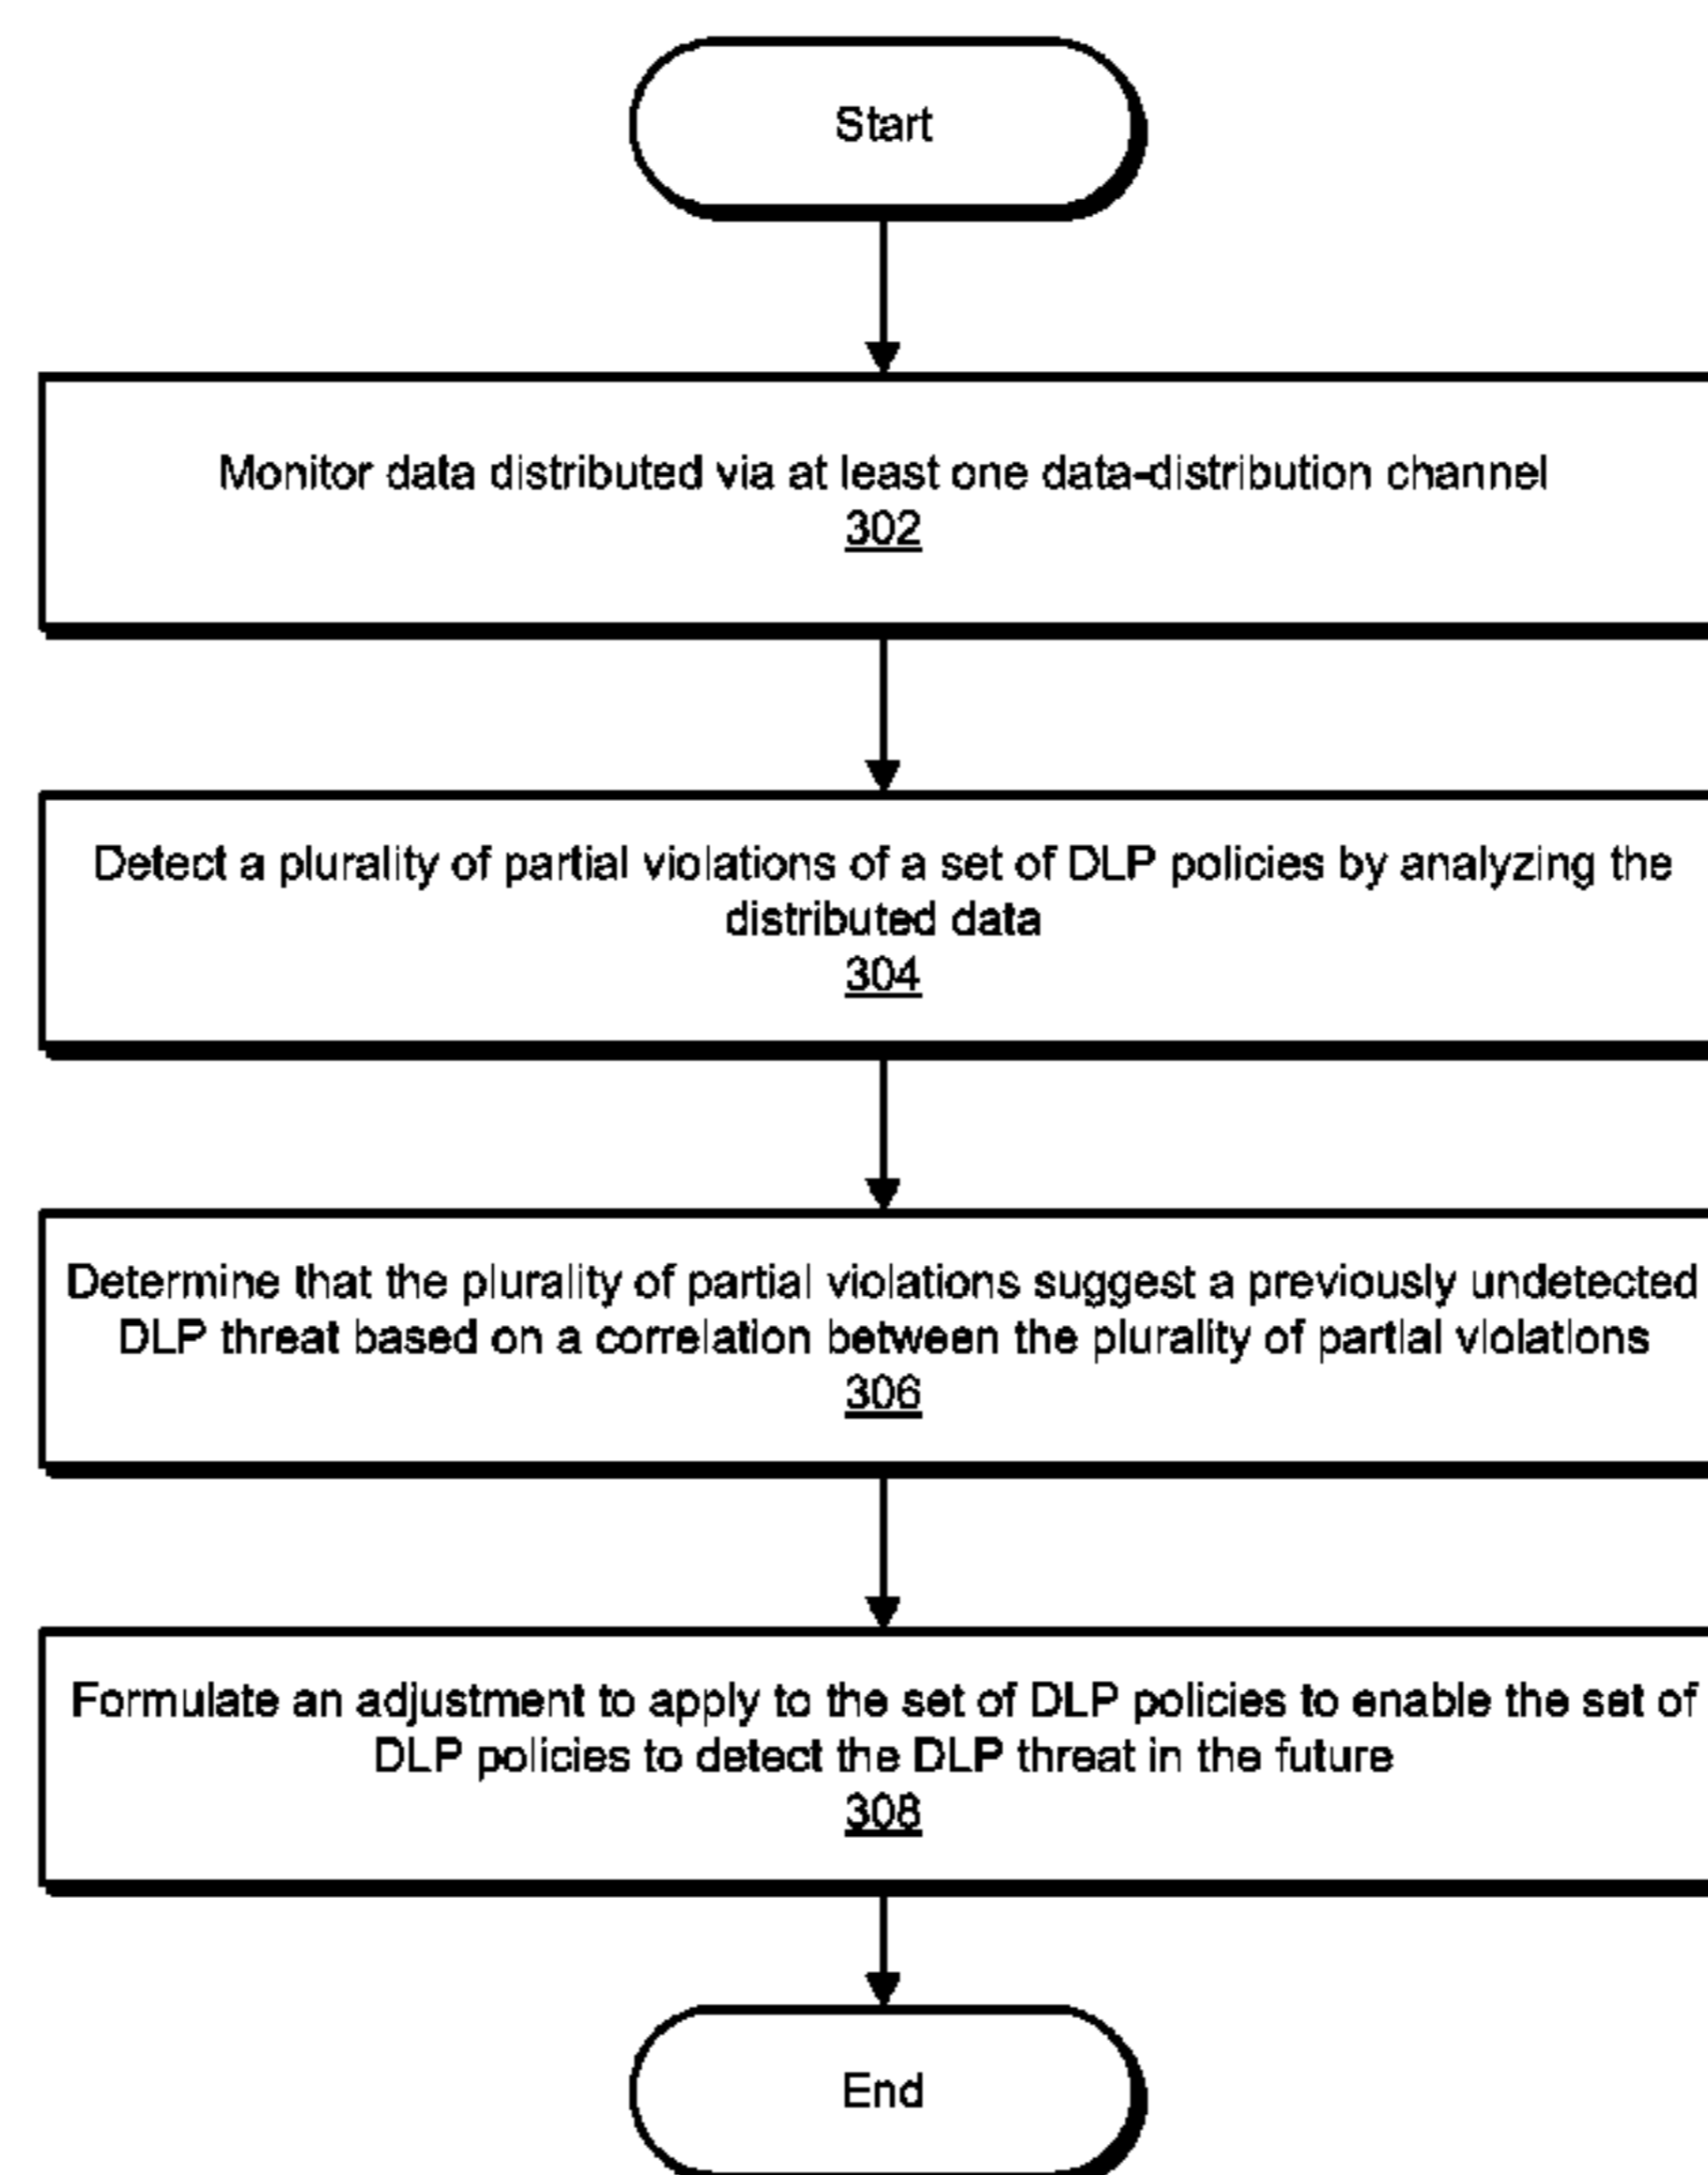 Start
Monitor data distributed via at least one data-distribution channel
302
Detect a plurality of partial violations of a set of DLP policies by analyzing the
distributed data
304
Determine that the plurality of partial violations suggest a previously undetected
DLP threat based on a correlation between the plurality of partial violations
306
Formulate an adjustment to apply to the set of DLP policies to enable the set of
DLP policies to detect the DLP threat in the future
308
End